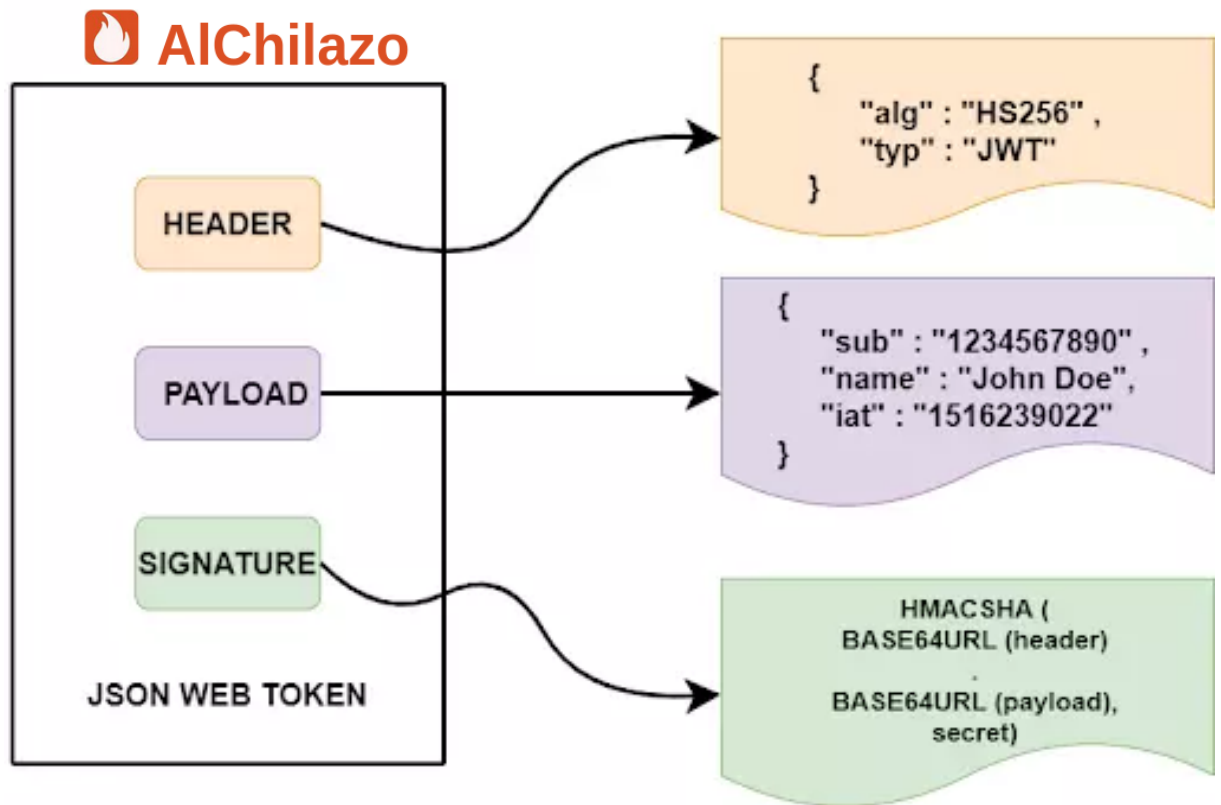 AlChilazo
HEADER
PAYLOAD
SIGNATURE
JSON WEB TOKEN
{
"alg" : "HS256" ,
"typ" : "JWT"
}
{
"sub" : "1234567890" ,
"name" : "John Doe",
"iat" : "1516239022"
}
HMACSHA (
BASE64URL (header)
.
BASE64URL (payload),
secret)